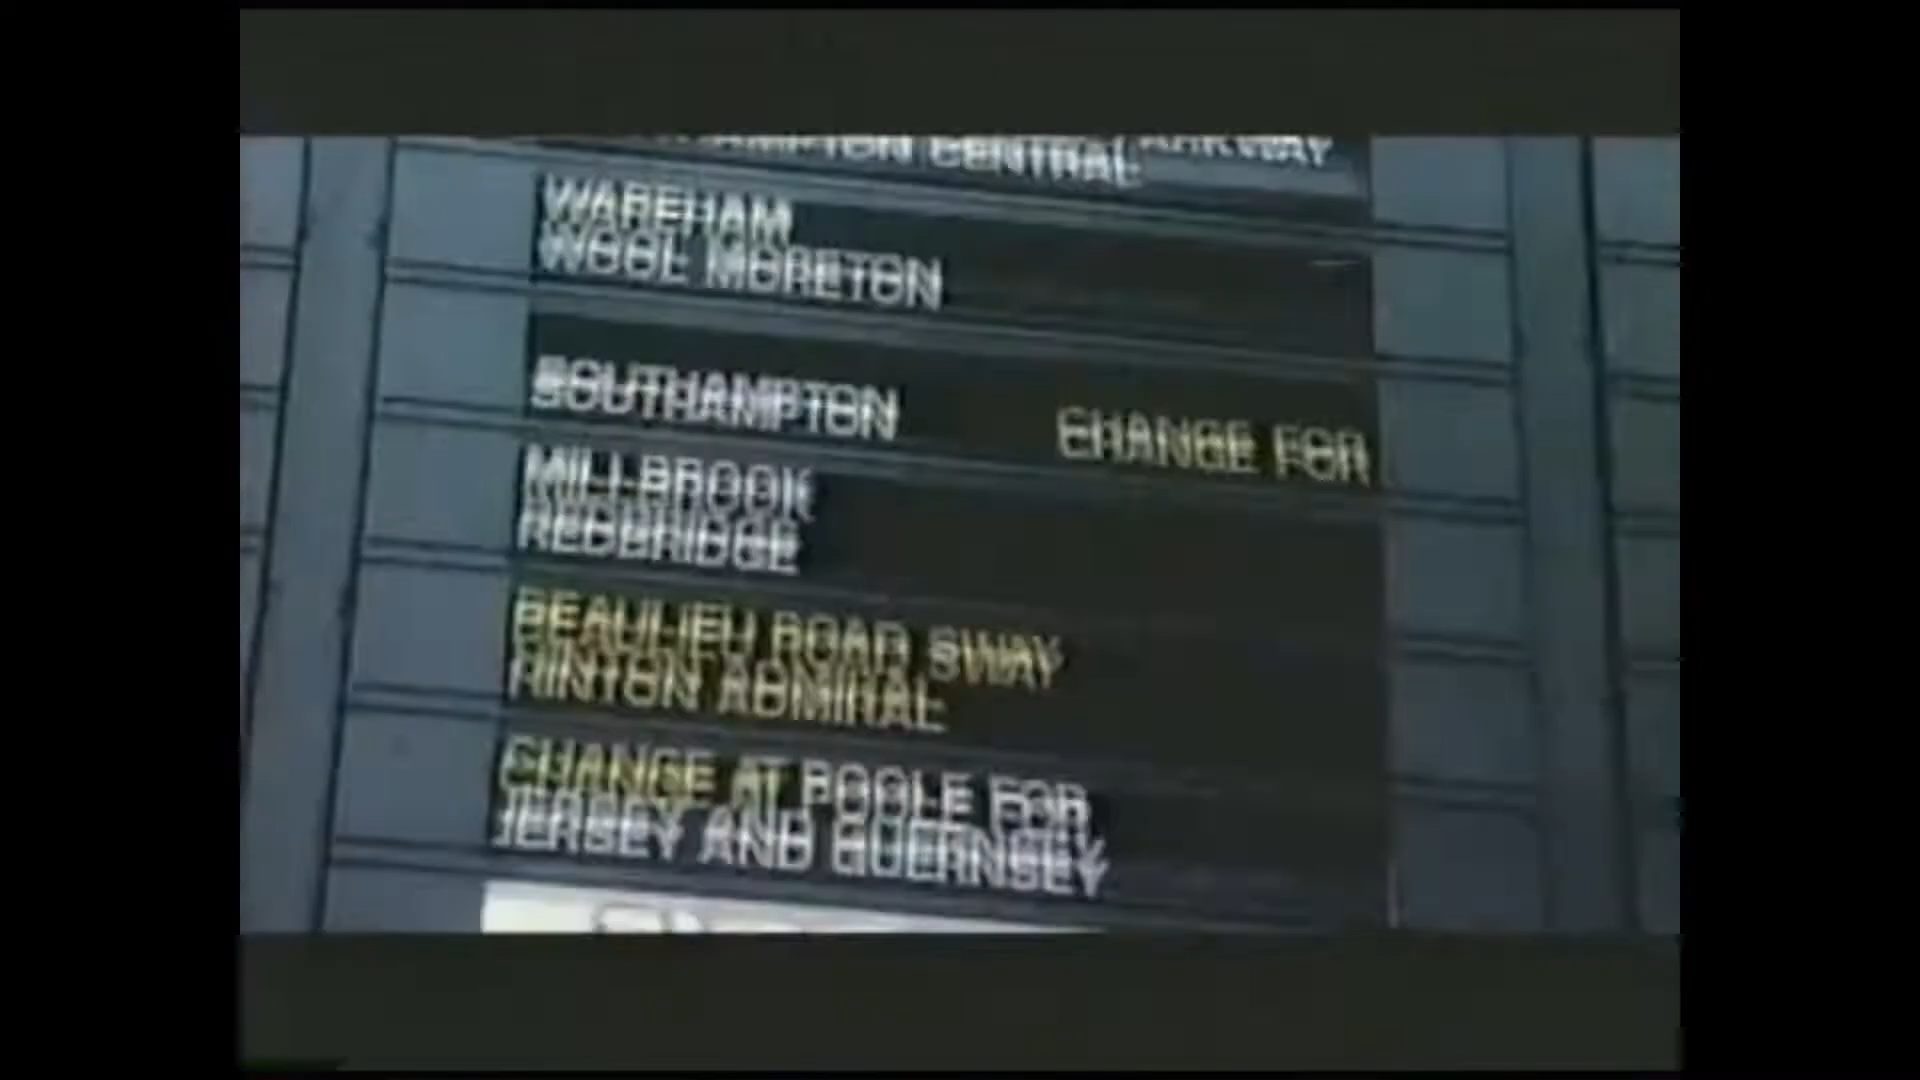 CENTRAL
WAREHAM
WOOL MORETON
SOUTHAMPTON CHANGE FOR
MILLBROOK
REDBRIDGE
BEAULIEU ROAD SWAY
HINTON ADMIRAL
CHANGE AT POOLE FOR
JERSEY AND GUERNSEY